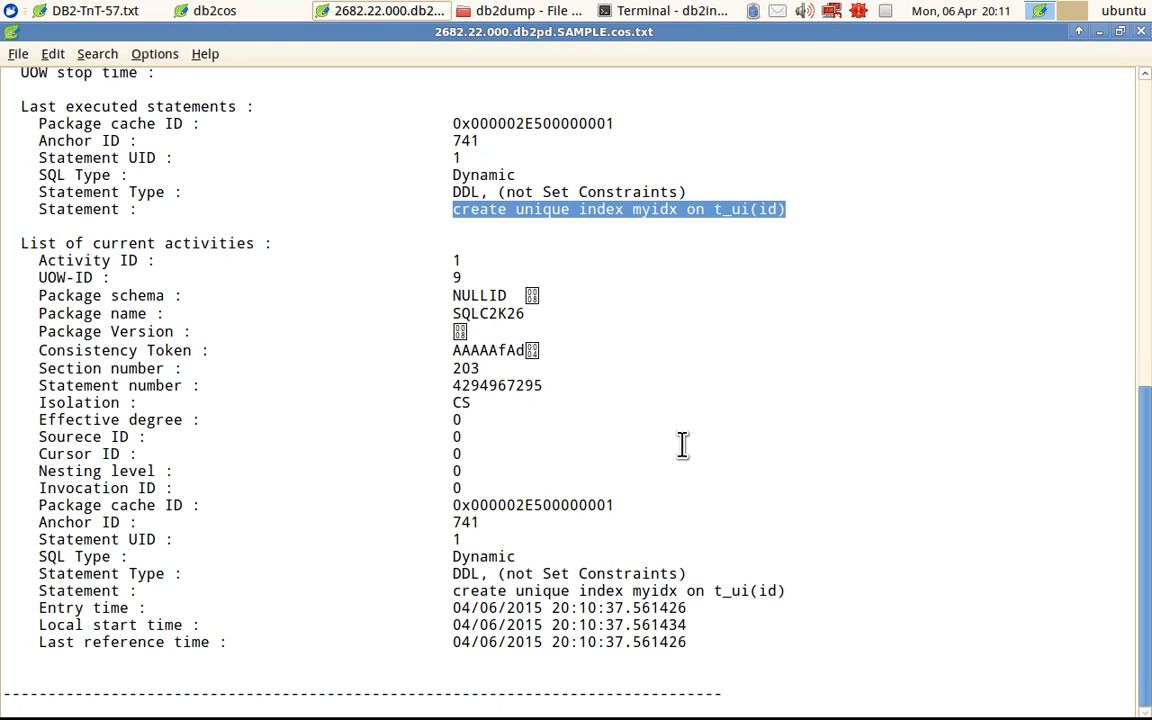 DB2-TnT-57.txt db2cos 2682.22.000.db2... db2dump - File ... Terminal - db2in... Mon, 06 Apr 20:11 ubuntu
2682.22.000.db2pd.SAMPLE.cos.txt
File Edit Search Options Help
UOW stop time :
Last executed statements :
Package cache ID : 0x000002E500000001
Anchor ID : 741
Statement UID : 1
SQL Type : Dynamic
Statement Type : DDL, (not Set Constraints)
Statement : create unique index myidx on t_ui(id)
List of current activities :
Activity ID : 1
UOW-ID : 9
Package schema : NULLID
Package name : SQLC2K26
Package Version :
Consistency Token : AAAAAfAd
Section number : 203
Statement number : 4294967295
Isolation : CS
Effective degree : 0
Sourece ID : 0
Cursor ID : 0
Nesting level : 0
Invocation ID : 0
Package cache ID : 0x000002E500000001
Anchor ID : 741
Statement UID : 1
SQL Type : Dynamic
Statement Type : DDL, (not Set Constraints)
Statement : create unique index myidx on t_ui(id)
Entry time : 04/06/2015 20:10:37.561426
Local start time : 04/06/2015 20:10:37.561434
Last reference time : 04/06/2015 20:10:37.561426
--------------------------------------------------------------------------------